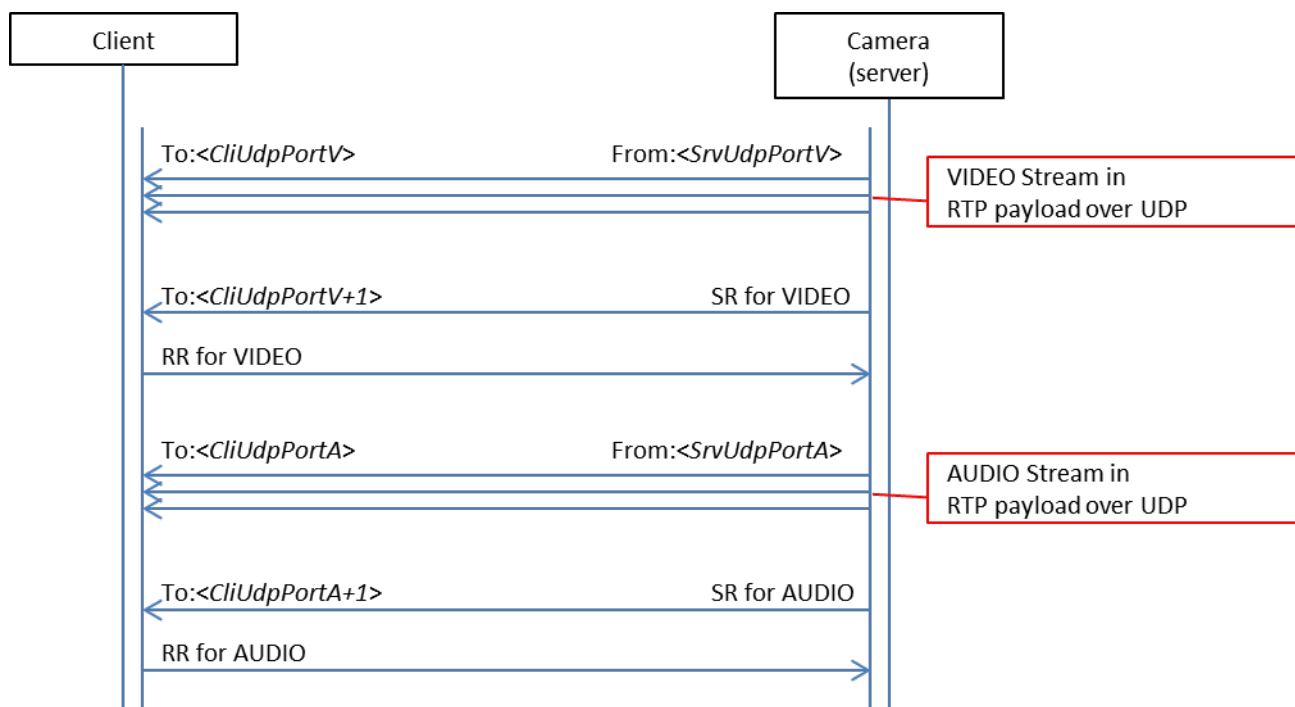 Client
Camera
(server)
To:<CliUdpPortV>
From:<SrvUdpPortV>
VIDEO Stream in
RTP payload over UDP
To:<CliUdpPortV+1>
SR for VIDEO
RR for VIDEO
To:<CliUdpPortA>
From:<SrvUdpPortA>
AUDIO Stream in
RTP payload over UDP
To:<CliUdpPortA+1>
SR for AUDIO
RR for AUDIO